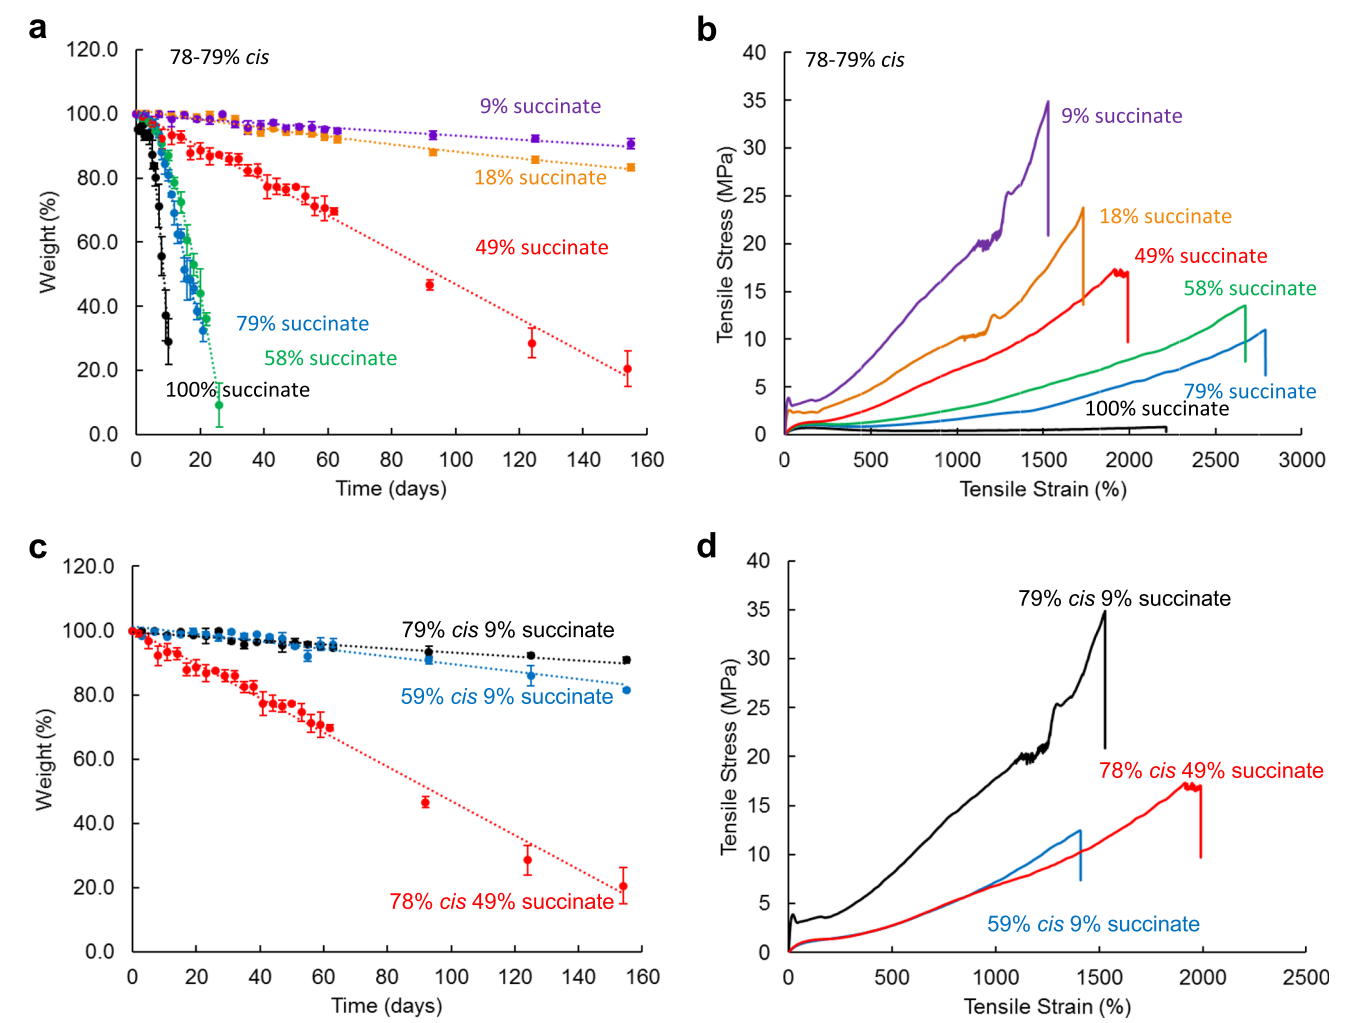 a
120.0
100.0
80.0
60.0
40.0
20.0
0.0
Weight (%)
78-79% cis
9% succinate
18% succinate
49% succinate
79% succinate
58% succinate
100% succinate
0 20 40 60 80 100 120 140 160
Time (days)
b
40
35
30
25
20
15
10
5
0
Tensile Stress (MPa)
78-79% cis
9% succinate
18% succinate
49% succinate
58% succinate
79% succinate
100% succinate
0 500 1000 1500 2000 2500 3000
Tensile Strain (%)
c
120.0
100.0
80.0
60.0
40.0
20.0
0.0
Weight (%)
79% cis 9% succinate
59% cis 9% succinate
78% cis 49% succinate
0 20 40 60 80 100 120 140 160
Time (days)
d
40
35
30
25
20
15
10
5
0
Tensile Stress (MPa)
79% cis 9% succinate
78% cis 49% succinate
59% cis 9% succinate
0 500 1000 1500 2000 2500
Tensile Strain (%)